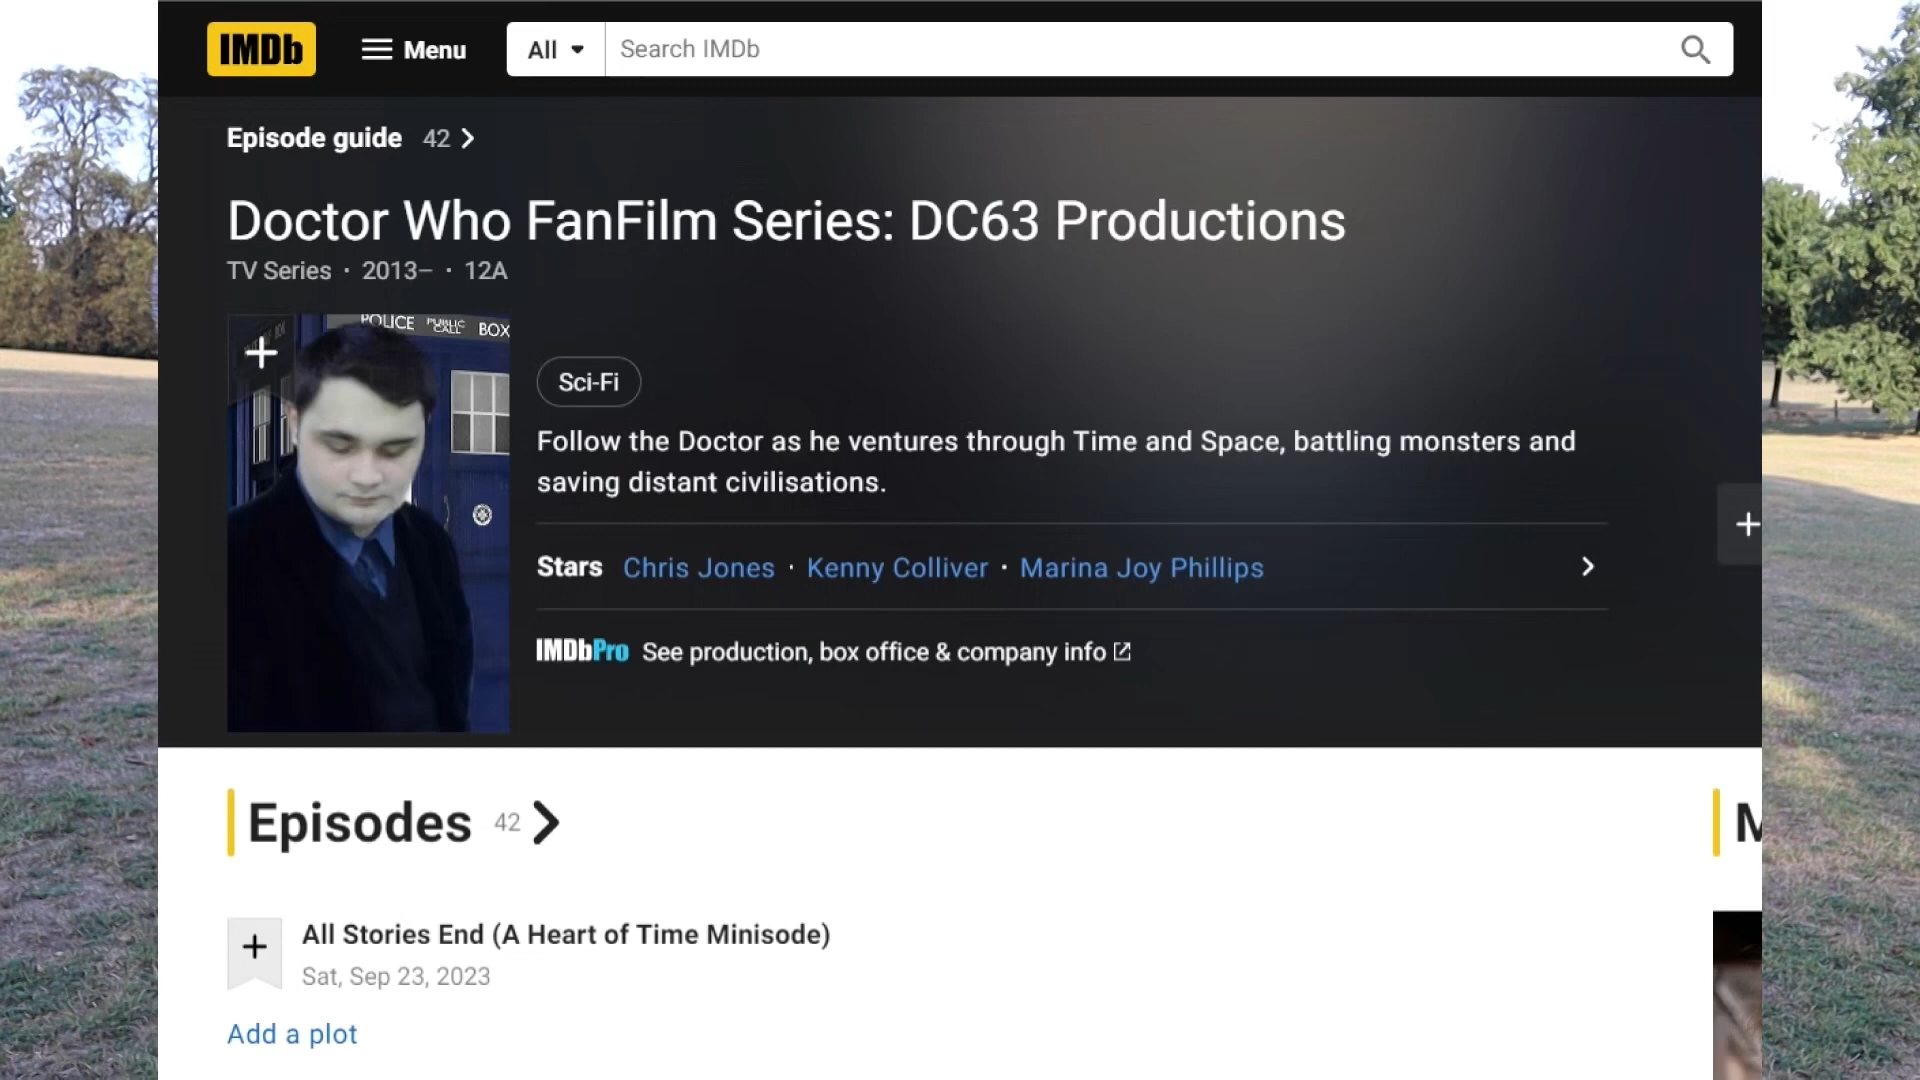 IMDb Menu All Search IMDb
Episode guide 42
Doctor Who FanFilm Series: DC63 Productions
TV Series · 2013– · 12A
POLICE PUBLIC CALL BOX
Sci-Fi
Follow the Doctor as he ventures through Time and Space, battling monsters and
saving distant civilisations.
Stars Chris Jones · Kenny Colliver · Marina Joy Phillips
IMDbPro See production, box office & company info
Episodes 42
M
All Stories End (A Heart of Time Minisode)
Sat, Sep 23, 2023
Add a plot